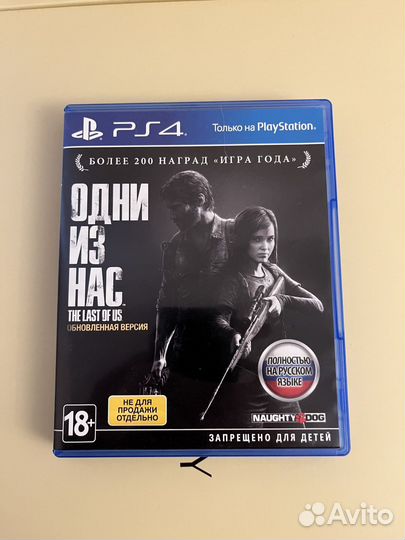 PS4
Только на PlayStation®
БОЛЕЕ 200 НАГРАД «ИГРА ГОДА»
ОДНИ
ИЗ
НАС
THE LAST OF US
ОБНОВЛЕННАЯ ВЕРСИЯ
ПОЛНОСТЬЮ
НА РУССКОМ
ЯЗЫКЕ
18+
НЕ ДЛЯ
ПРОДАЖИ
ОТДЕЛЬНО
NAUGHTY DOG
ЗАПРЕЩЕНО ДЛЯ ДЕТЕЙ
Avito